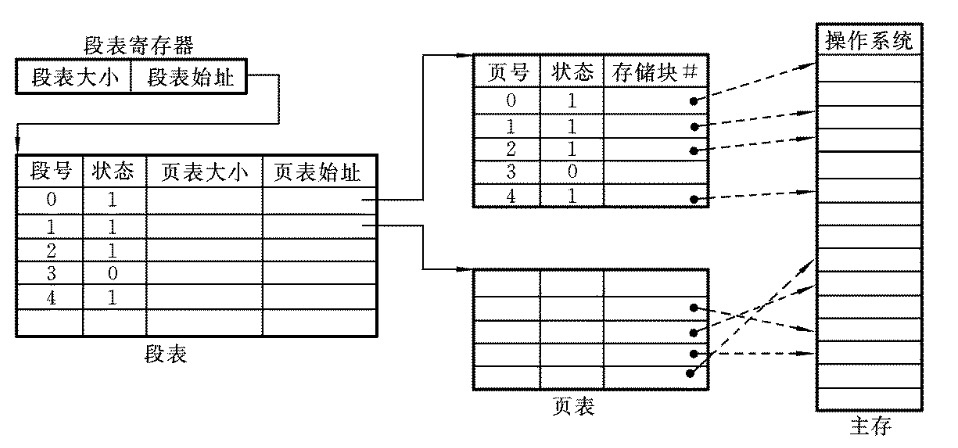 段表寄存器
段表大小 段表始址
段号 状态 页表大小 页表始址
0 1
1 1
2 1
3 0
4 1
段表
页号 状态 存储块#
0 1
1 1
2 1
3 0
4 1
页表
操作系统
主存